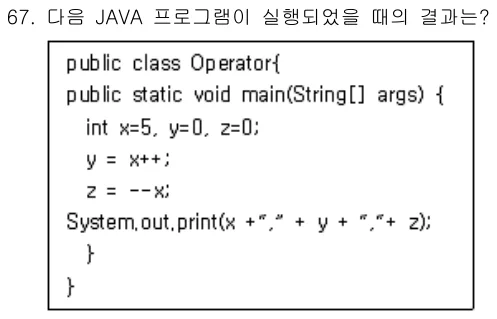 67. 다음 JAVA 프로그램이 실행되었을 때의 결과는?
public class Operator{
public static void main(String[] args) {
int x=5, y=0, z=0;
y = x++;
z = --x;
System.out.print(x +"," + y + ","+ z);
}
}